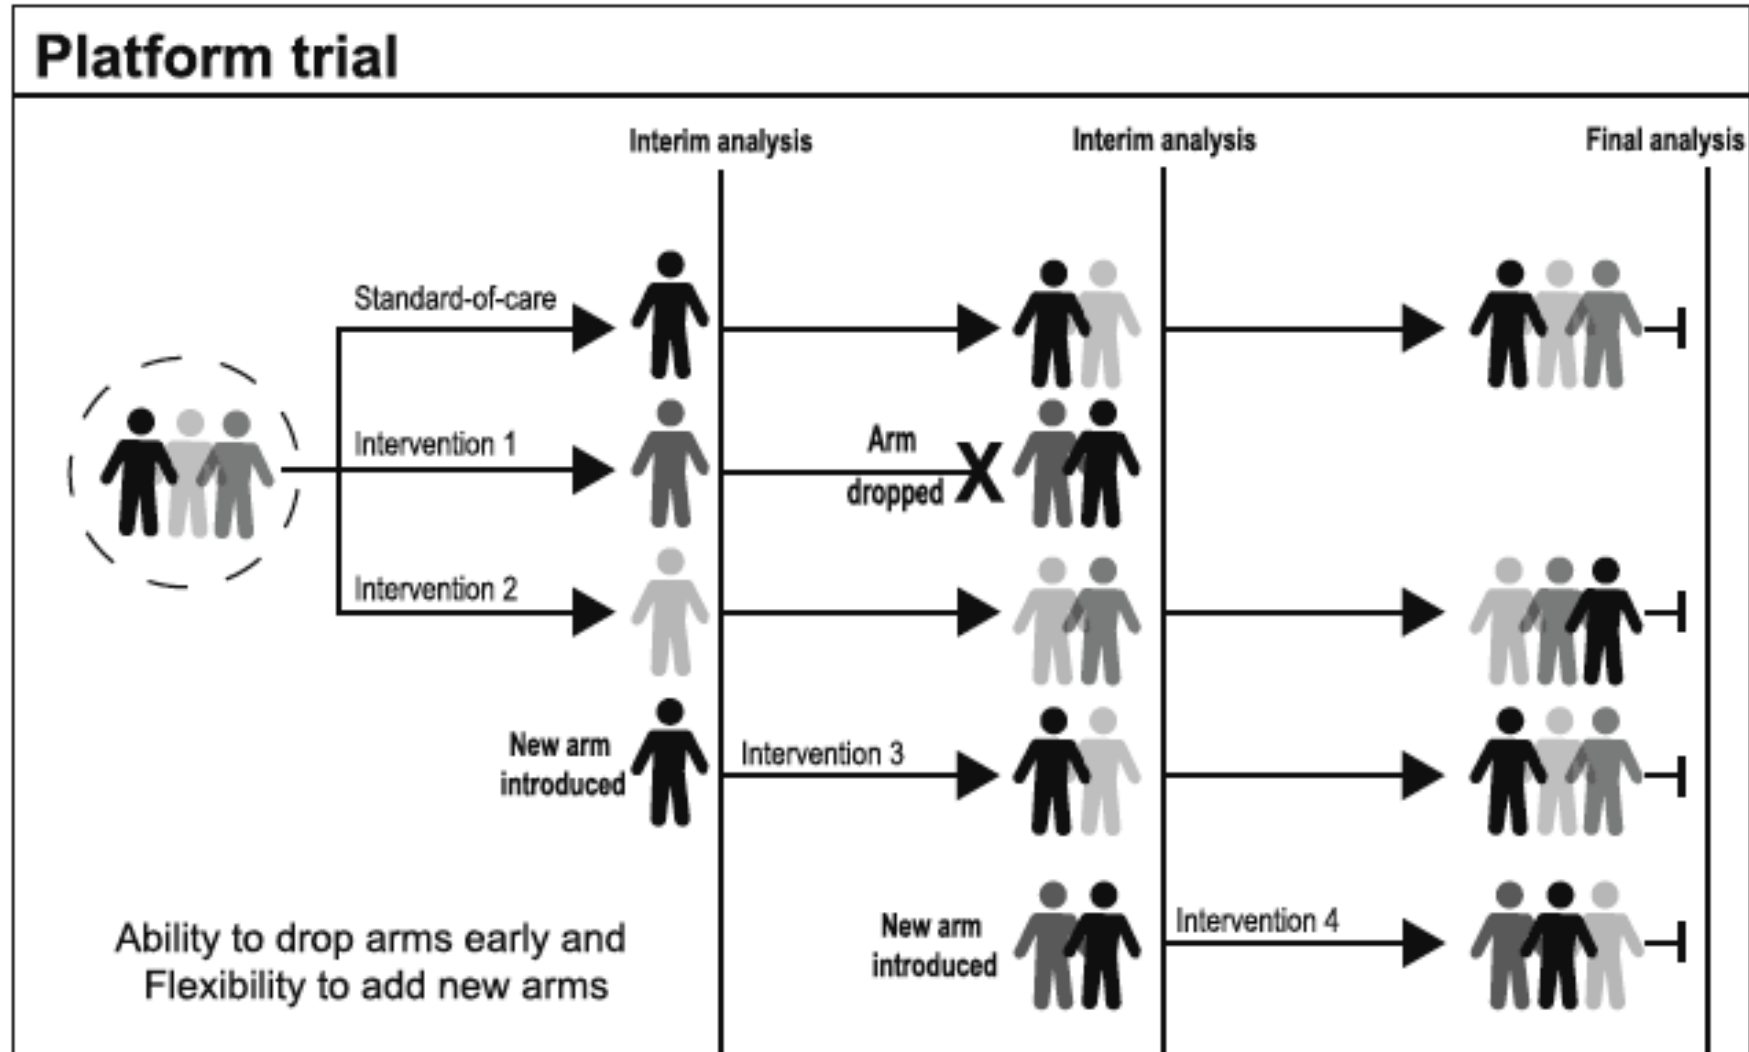 Platform trial
Interim analysis
Interim analysis
Final analysis
Standard-of-care
Intervention 1
Arm
dropped
X
Intervention 2
New arm
introduced
Intervention 3
New arm
introduced
Intervention 4
Ability to drop arms early and
Flexibility to add new arms